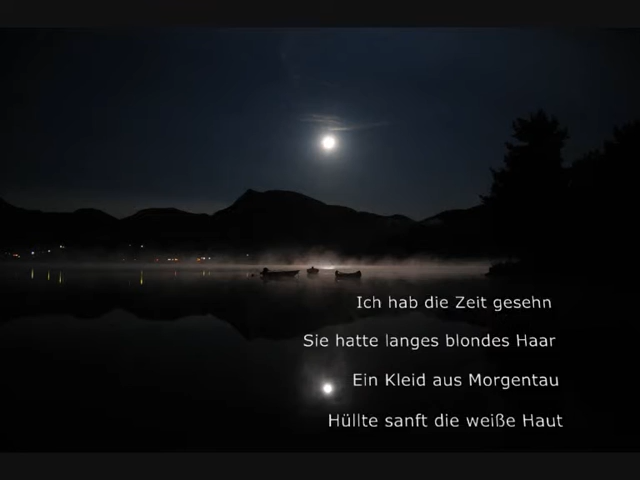 Ich hab die Zeit gesehn
Sie hatte langes blondes Haar
Ein Kleid aus Morgentau
Hüllte sanft die weiße Haut